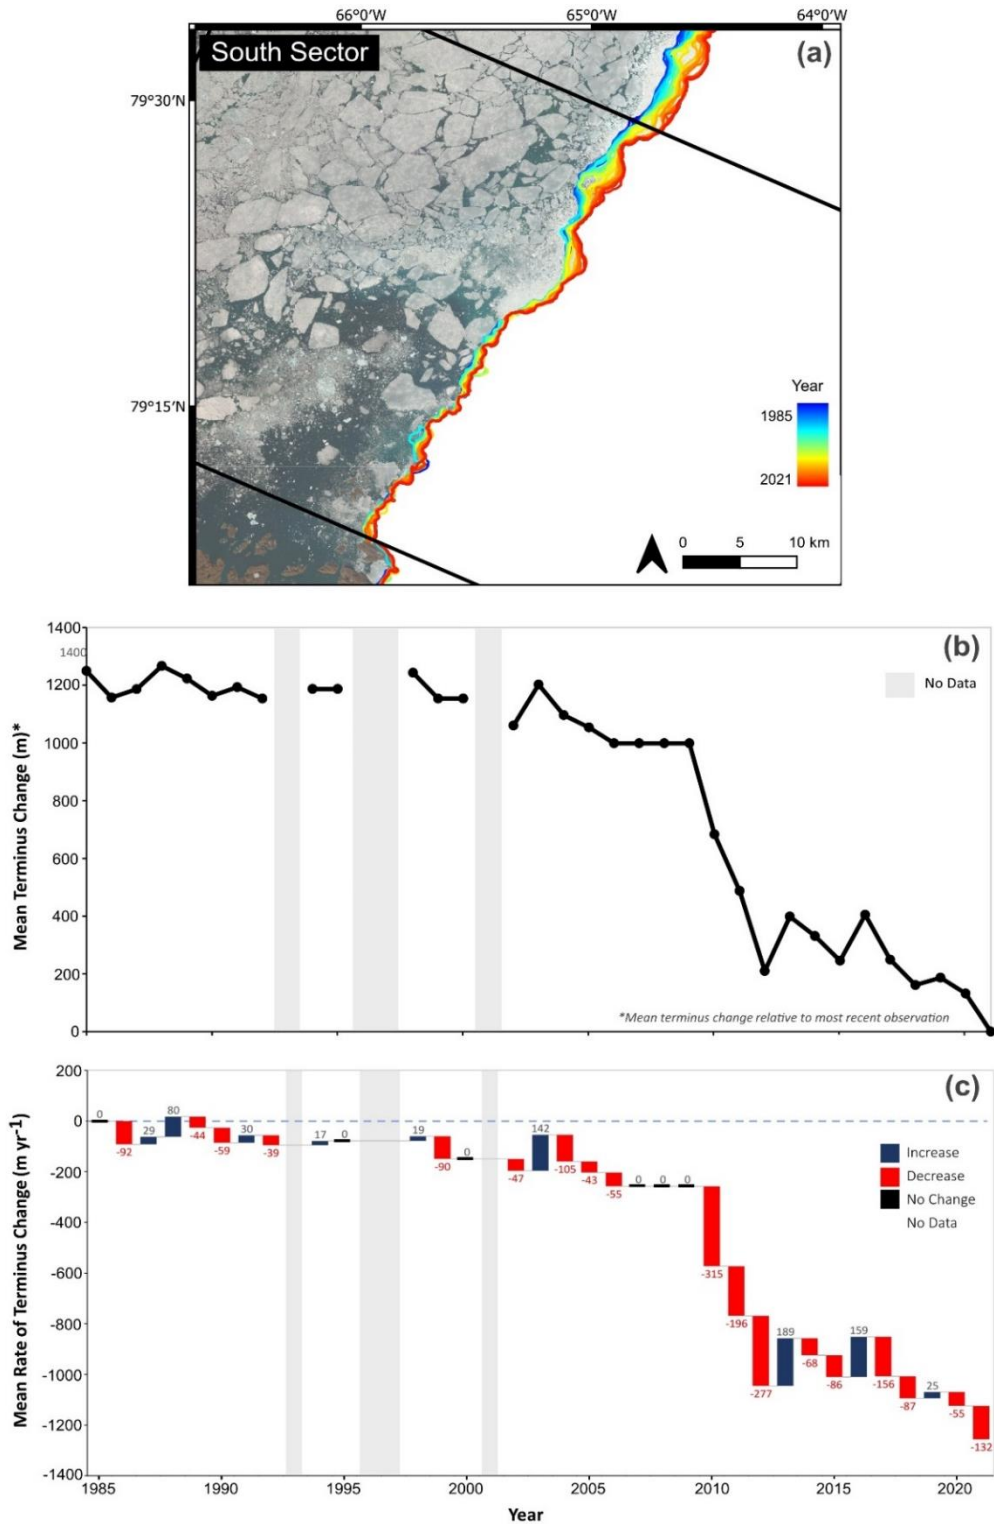 66°0'W 65°0'W 64°0'W
South Sector
(a)
79°30'N
79°15'N
Year
1985
2021
0 5 10 km
1400
1400
1200
1000
800
600
400
200
0
Mean Terminus Change (m)*
(b)
No Data
*Mean terminus change relative to most recent observation
200
0
-200
-400
-600
-800
-1000
-1200
-1400
Mean Rate of Terminus Change (m yr-1)
(c)
Increase
Decrease
No Change
No Data
0 -92 29 80 -44 -59 30 -39 17 0 19 -90 0 -47 142 -105 -43 -55 0 0 0 -315 -196 -277 189 -68 -86 159 -156 -87 25 -55 -132
1985 1990 1995 2000 2005 2010 2015 2020
Year